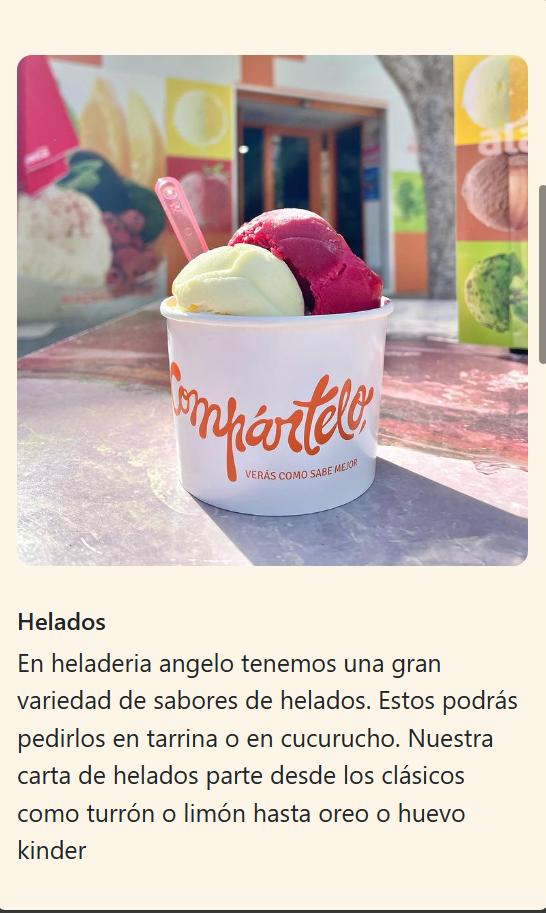 Compártelo,
VERÁS COMO SABE MEJOR
Helados
En heladeria angelo tenemos una gran
variedad de sabores de helados. Estos podrás
pedirlos en tarrina o en cucurucho. Nuestra
carta de helados parte desde los clásicos
como turrón o limón hasta oreo o huevo
kinder